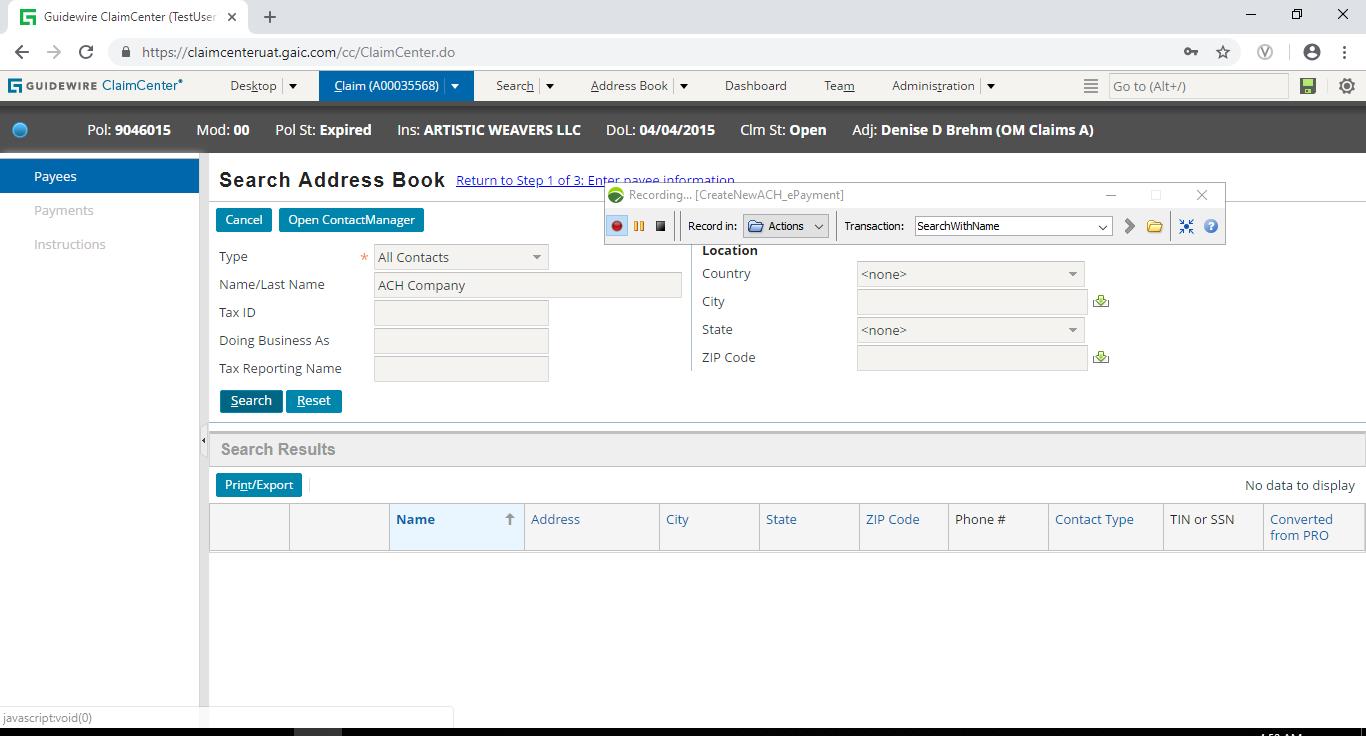 Guidewire ClaimCenter (TestUser
https://claimcenteruat.gaic.com/cc/ClaimCenter.do
GUIDEWIRE ClaimCenter® Desktop Claim (A00035568) Search Address Book Dashboard Team Administration Go to (Alt+/)
Pol: 9046015 Mod: 00 Pol St: Expired Ins: ARTISTIC WEAVERS LLC DoL: 04/04/2015 Clm St: Open Adj: Denise D Brehm (OM Claims A)
Payees
Payments
Instructions
Search Address Book Return to Step 1 of 3: Enter payee information
Recording... [CreateNewACH_ePayment]
Record in: Actions Transaction: SearchWithName
Cancel Open ContactManager
Type * All Contacts
Name/Last Name ACH Company
Tax ID
Doing Business As
Tax Reporting Name
Location
Country <none>
City
State <none>
ZIP Code
Search Reset
Search Results
Print/Export No data to display
Name Address City State ZIP Code Phone # Contact Type TIN or SSN Converted
from PRO
javascript:void(0)